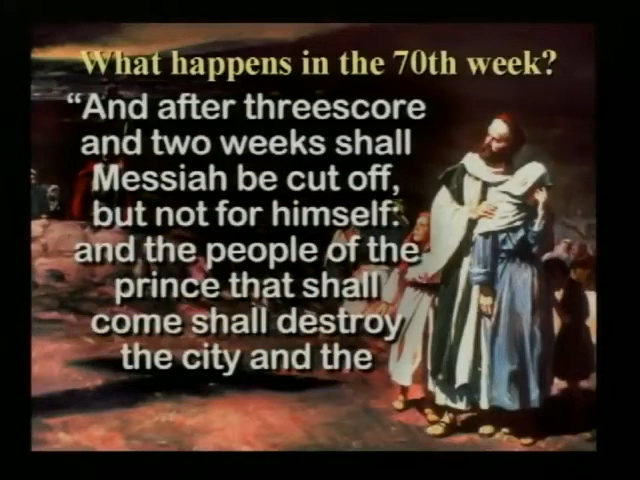 What happens in the 70th week?
“And after threescore
and two weeks shall
Messiah be cut off,
but not for himself:
and the people of the
prince that shall
come shall destroy
the city and the